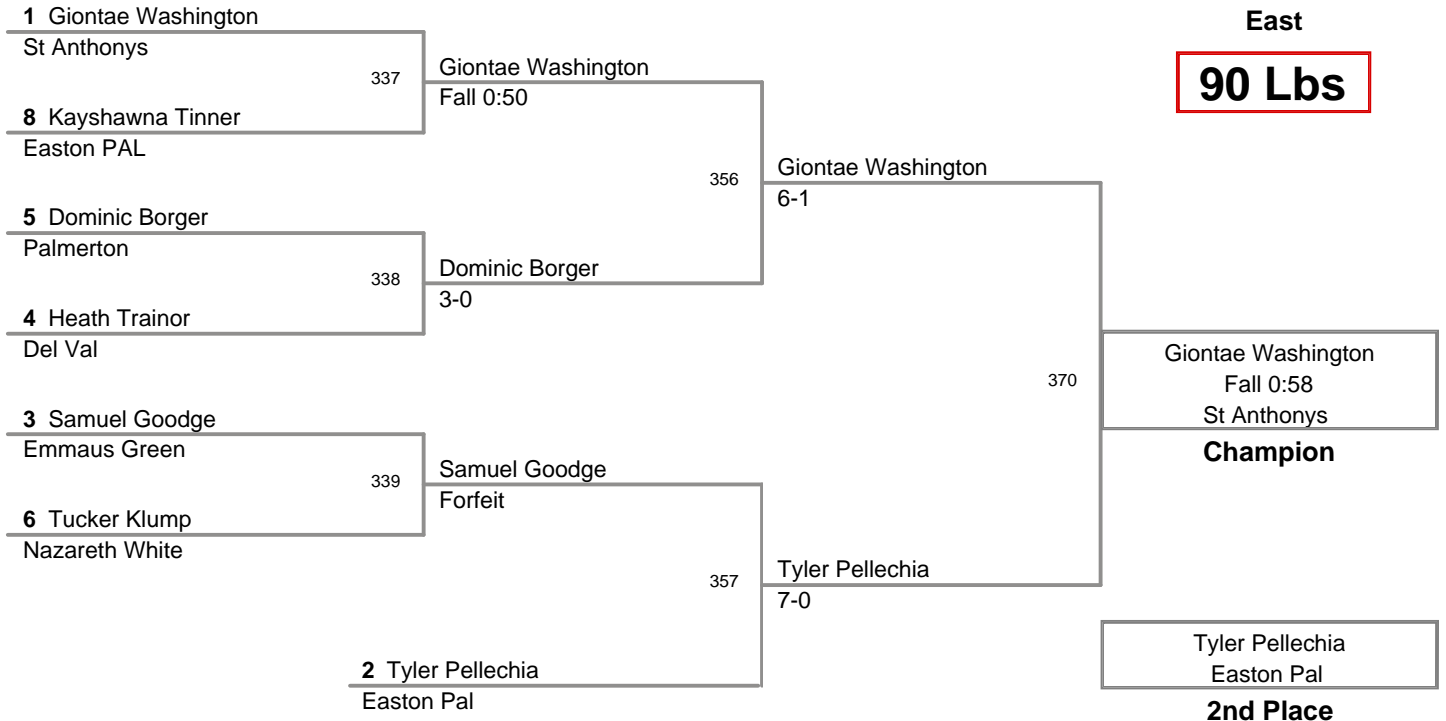 1 Giontae Washington
St Anthonys
337
8 Kayshawna Tinner
Easton PAL
5 Dominic Borger
Palmerton
338
4 Heath Trainor
Del Val
3 Samuel Goodge
Emmaus Green
339
6 Tucker Klump
Nazareth White
Giontae Washington
Fall 0:50
356
Dominic Borger
3-0
Samuel Goodge
Forfeit
357
2 Tyler Pellechia
Easton Pal
Giontae Washington
6-1
370
Tyler Pellechia
7-0
East
90 Lbs
Giontae Washington
Fall 0:58
St Anthonys
Champion
Tyler Pellechia
Easton Pal
2nd Place